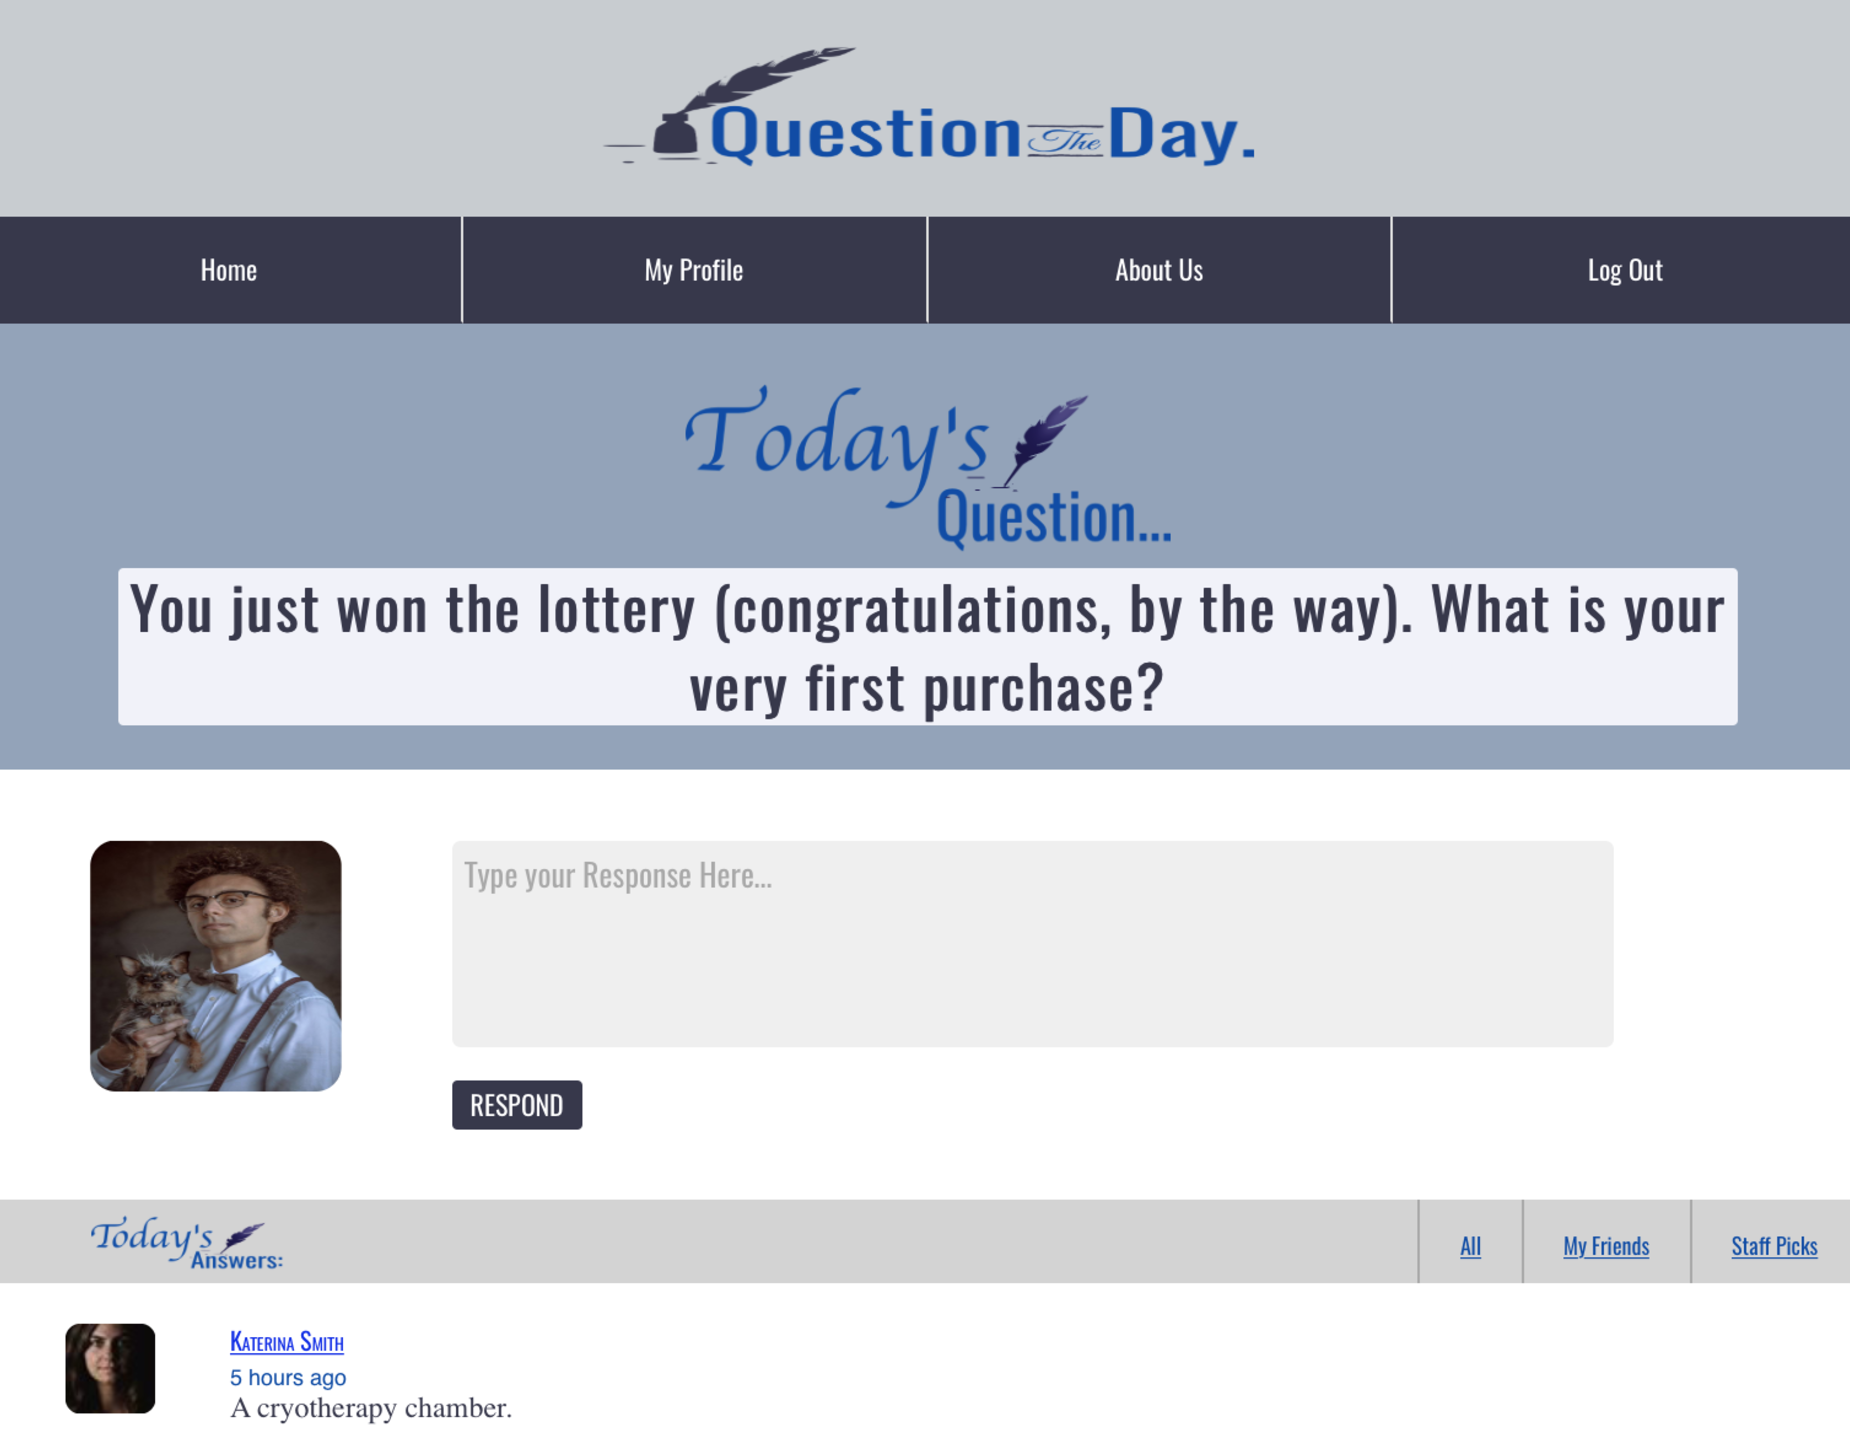 Question The Day.
Home
My Profile
About Us
Log Out
Today's
Question...
You just won the lottery (congratulations, by the way). What is your
very first purchase?
Type your Response Here...
RESPOND
Today's
Answers:
All
My Friends
Staff Picks
Katerina Smith
5 hours ago
A cryotherapy chamber.